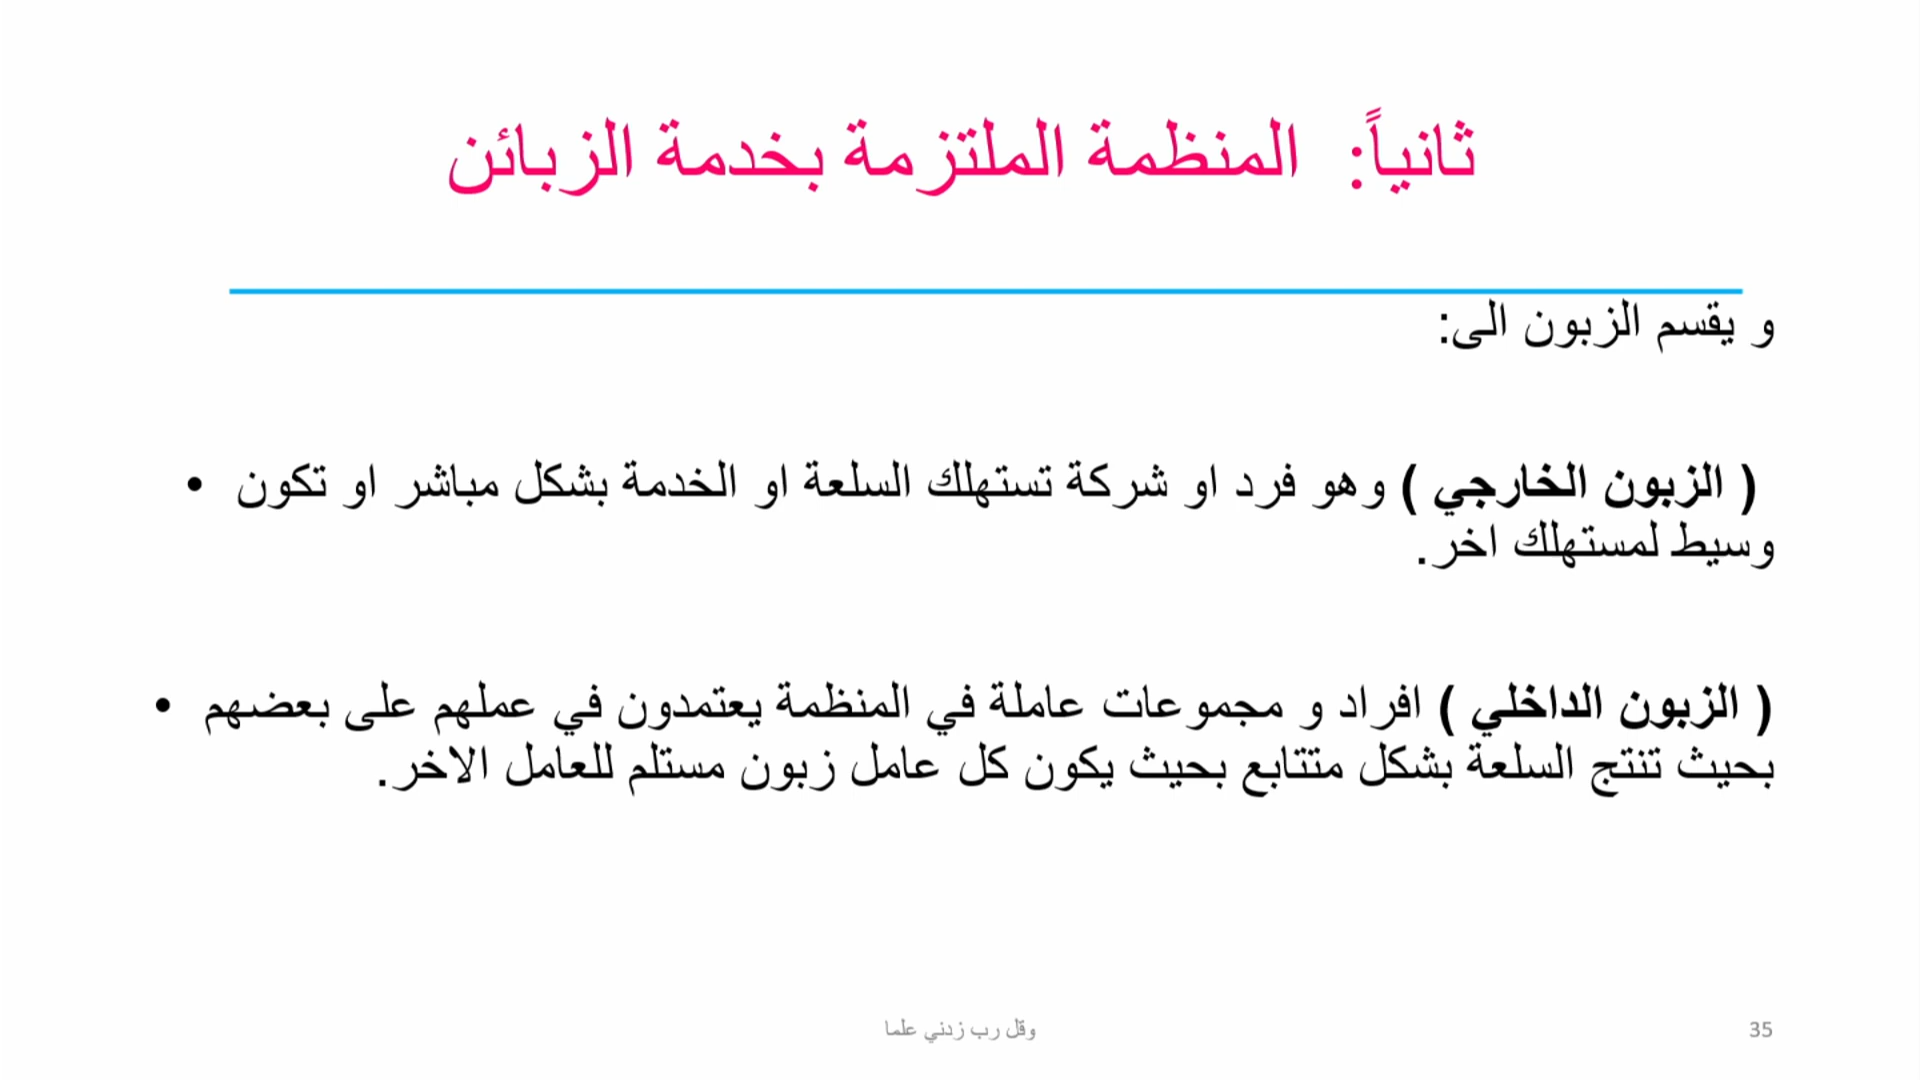 ثانياً: المنظمة الملتزمة بخدمة الزبائن
و يقسم الزبون الى:
( الزبون الخارجي ) وهو فرد او شركة تستهلك السلعة او الخدمة بشكل مباشر او تكون •
وسيط لمستهلك اخر.
( الزبون الداخلي ) افراد و مجموعات عاملة في المنظمة يعتمدون في عملهم على بعضهم •
بحيث تنتج السلعة بشكل متتابع بحيث يكون كل عامل زبون مستلم للعامل الاخر.
وقل رب زدني علما
35